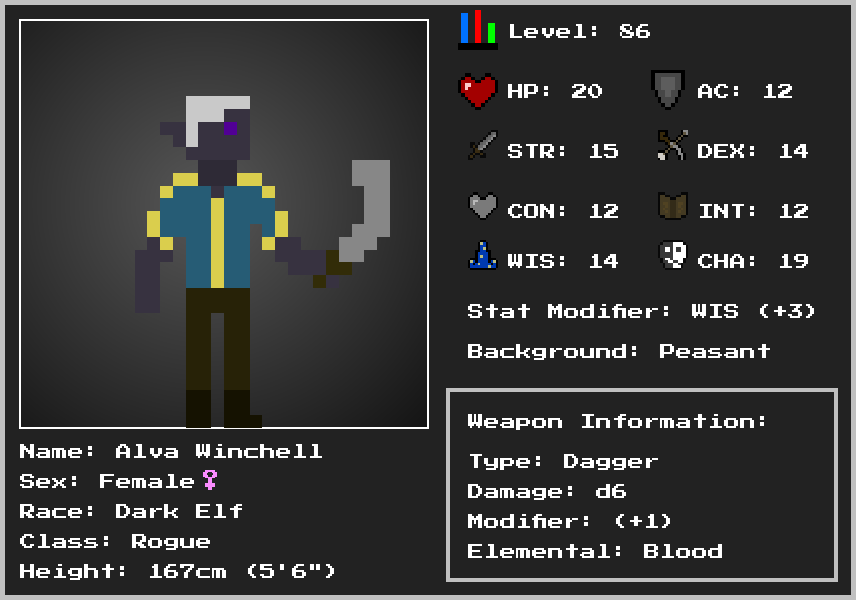 Level: 86
HP: 20 AC: 12
STR: 15 DEX: 14
CON: 12 INT: 12
WIS: 14 CHA: 19
Stat Modifier: WIS (+3)
Background: Peasant
Weapon Information:
Type: Dagger
Damage: d6
Modifier: (+1)
Elemental: Blood
Name: Alva Winchell
Sex: Female♀
Race: Dark Elf
Class: Rogue
Height: 167cm (5'6")